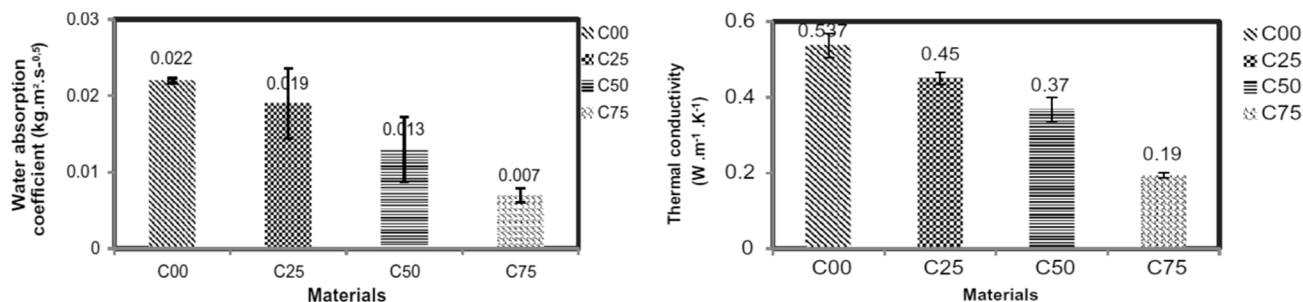 Water absorption
coefficient (kg.m².s-0,5)
0.03
0.02
0.01
0
0.022
0.019
0.013
0.007
C00
C25
C50
C75
Materials
C00
C25
C50
C75
Thermal conductivity
(W .m-1 .K-1)
0.6
0.4
0.2
0
0.537
0.45
0.37
0.19
C00
C25
C50
C75
Materials
C00
C25
C50
C75